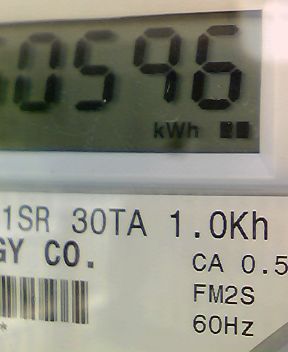 0596
kWh
1SR 30TA 1.0Kh
GY CO.
CA 0.5
FM2S
60Hz